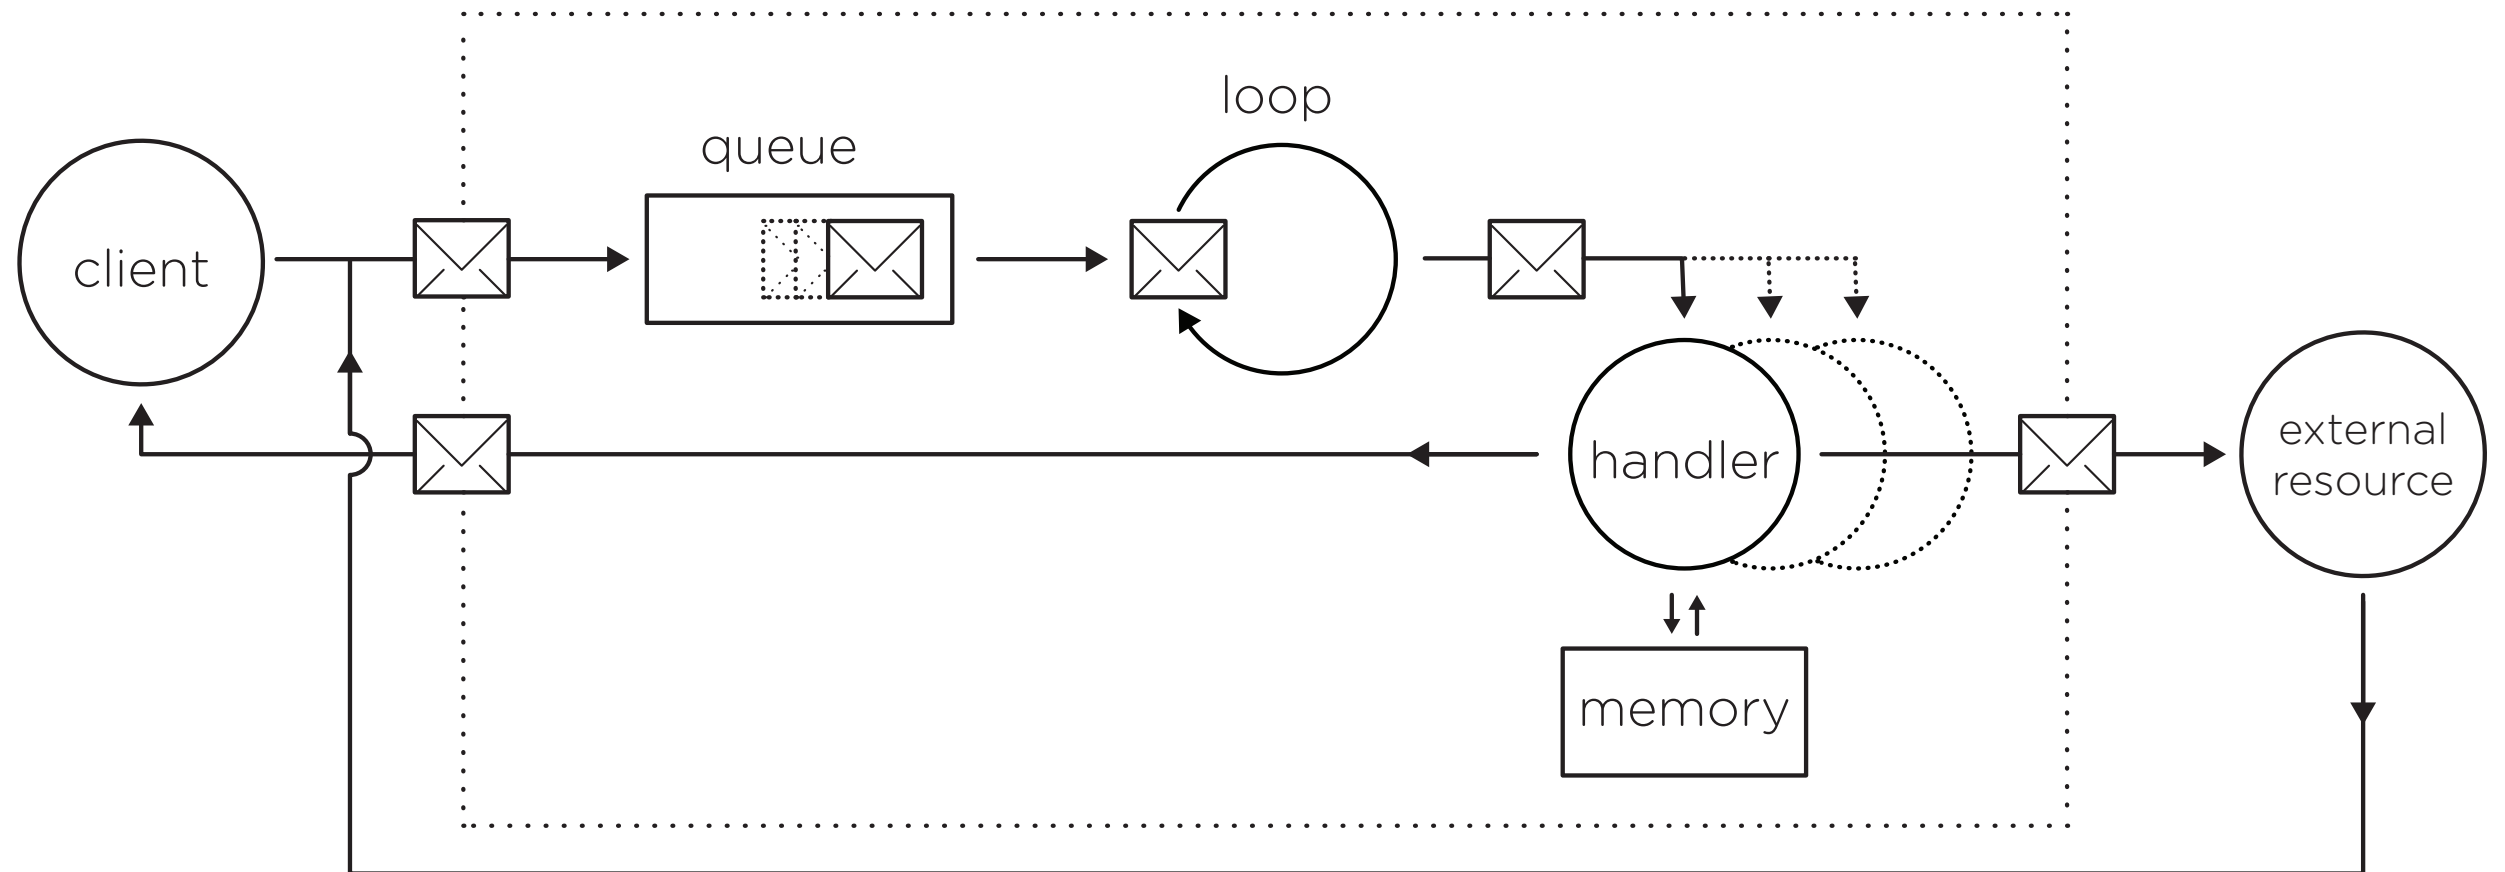 loop
queue
client
external
resource
handler
memory